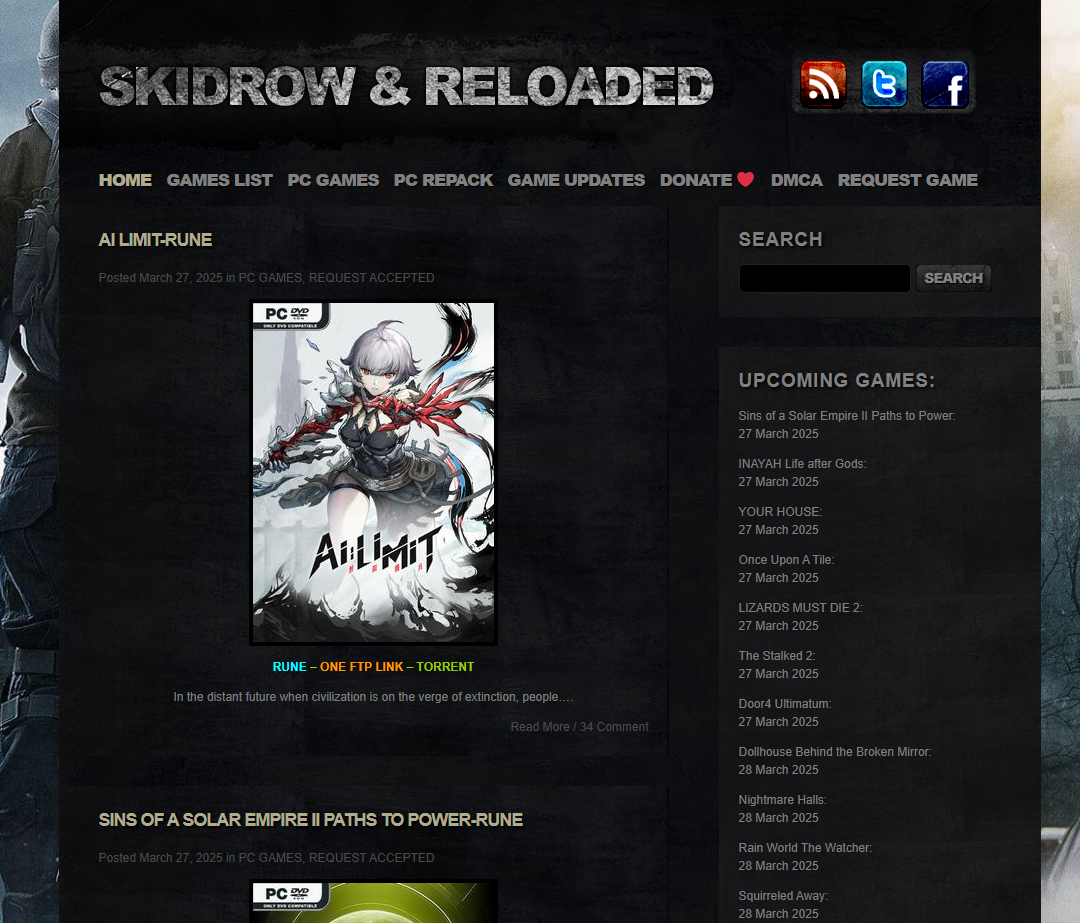 SKIDROW & RELOADED
HOME GAMES LIST PC GAMES PC REPACK GAME UPDATES DONATE DMCA REQUEST GAME
AI LIMIT-RUNE
Posted March 27, 2025 in PC GAMES, REQUEST ACCEPTED
PC DVD ROM
ONLY DVD COMPATIBLE
AI:LIMIT
RUNE – ONE FTP LINK – TORRENT
In the distant future when civilization is on the verge of extinction, people….
Read More / 34 Comment
SINS OF A SOLAR EMPIRE II PATHS TO POWER-RUNE
Posted March 27, 2025 in PC GAMES, REQUEST ACCEPTED
PC DVD ROM
ONLY DVD COMPATIBLE
SEARCH
SEARCH
UPCOMING GAMES:
Sins of a Solar Empire II Paths to Power:
27 March 2025
INAYAH Life after Gods:
27 March 2025
YOUR HOUSE:
27 March 2025
Once Upon A Tile:
27 March 2025
LIZARDS MUST DIE 2:
27 March 2025
The Stalked 2:
27 March 2025
Door4 Ultimatum:
27 March 2025
Dollhouse Behind the Broken Mirror:
28 March 2025
Nightmare Halls:
28 March 2025
Rain World The Watcher:
28 March 2025
Squirreled Away:
28 March 2025